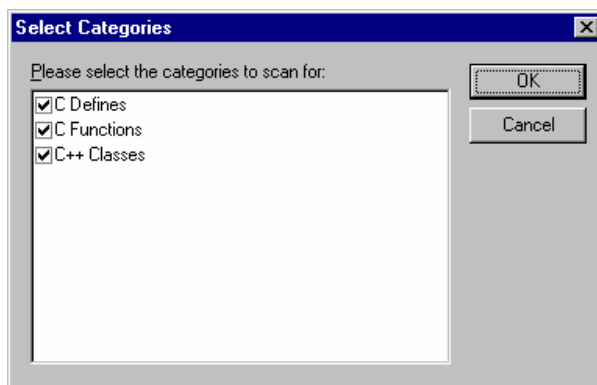 Select Categories
Please select the categories to scan for:
C Defines
C Functions
C++ Classes
OK
Cancel